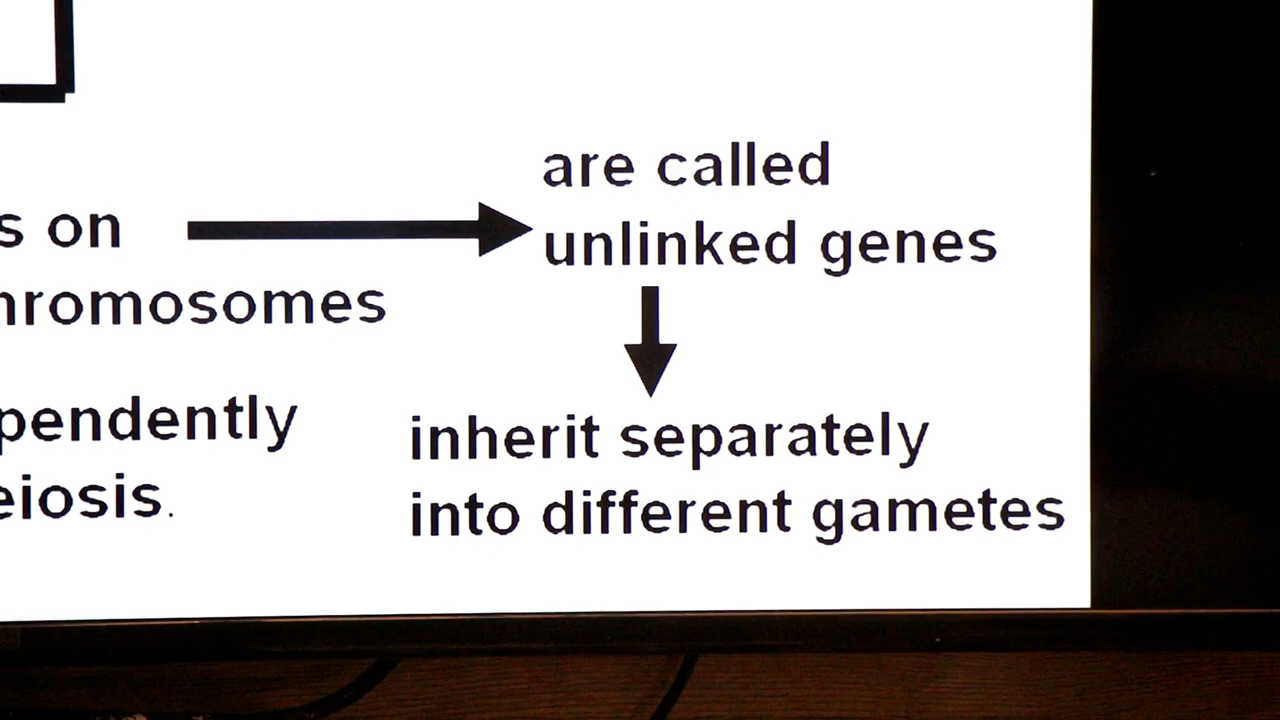 are called
s on
unlinked genes
hromosomes
pendently
inherit separately
eiosis.
into different gametes